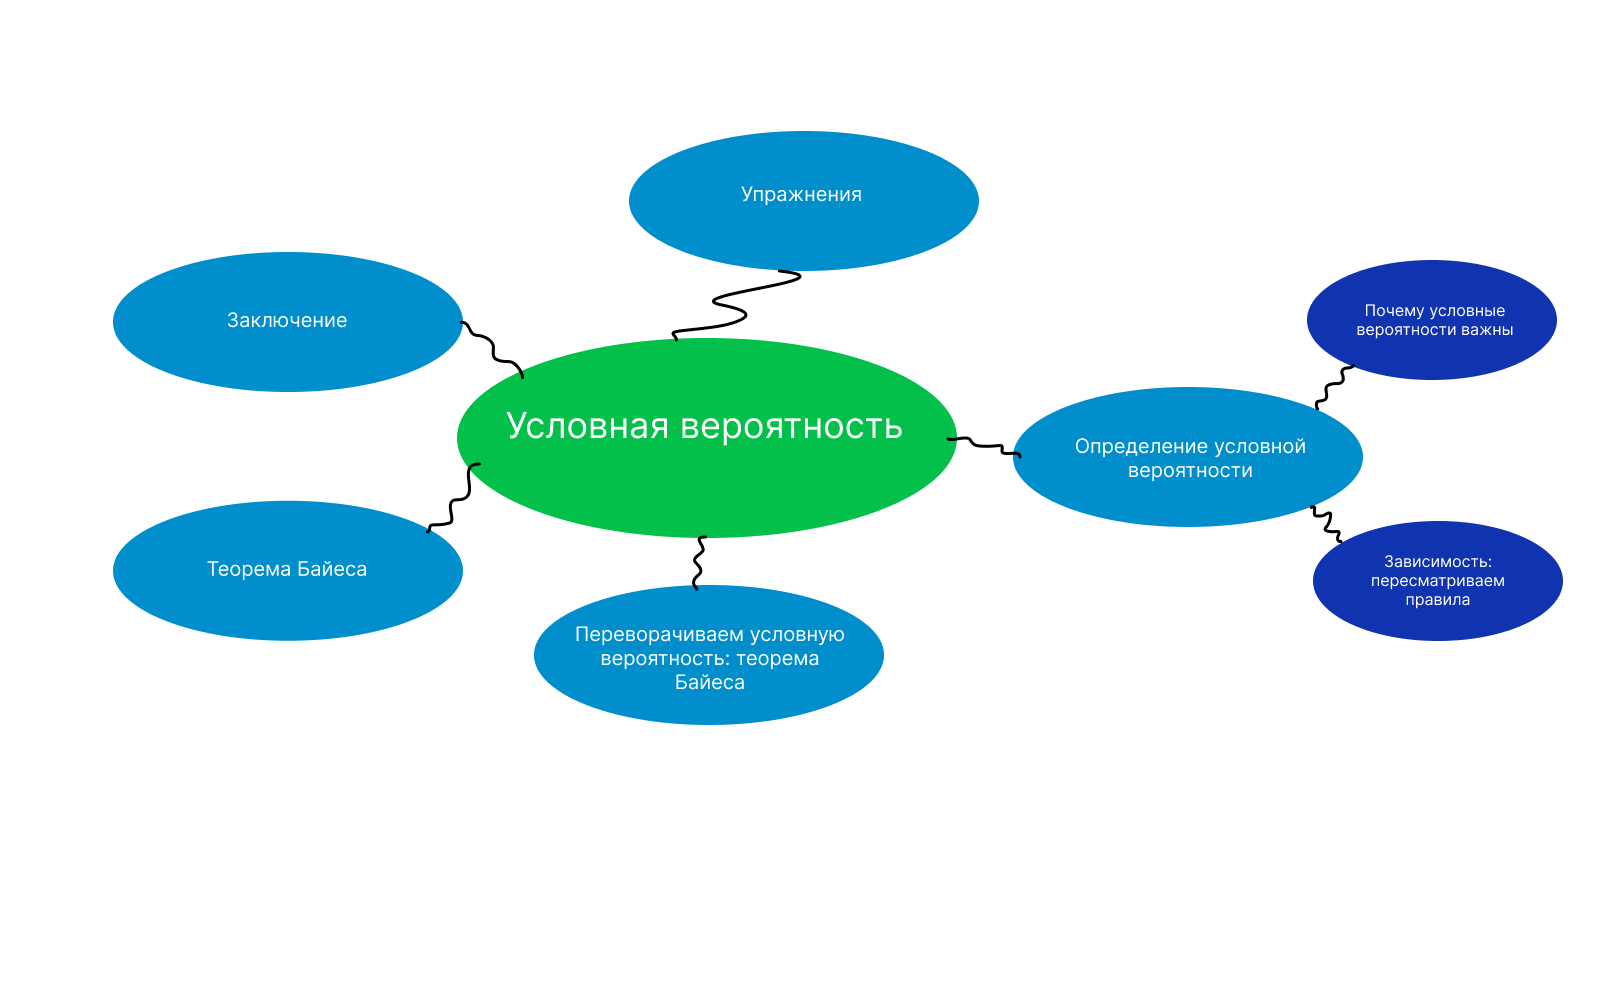 Упражнения
Заключение
Почему условные
вероятности важны
Условная вероятность
Определение условной
вероятности
Теорема Байеса
Зависимость:
пересматриваем
правила
Переворачиваем условную
вероятность: теорема
Байеса